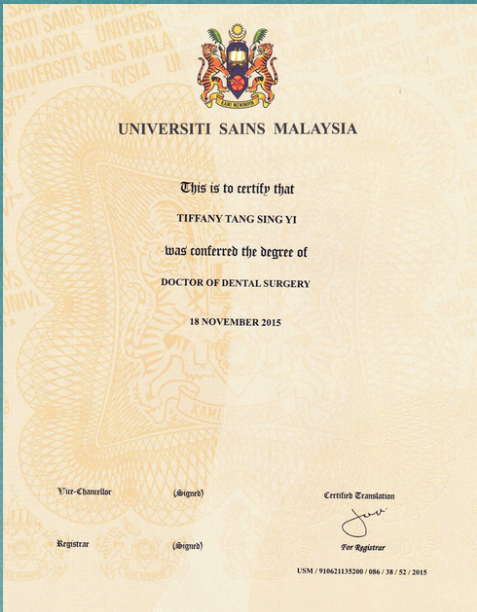 UNIVERSITI SAINS MALAYSIA
This is to certify that
TIFFANY TANG SING YI
was conferred the degree of
DOCTOR OF DENTAL SURGERY
18 NOVEMBER 2015
Vice-Chancellor (Signed) Certified Translation
Registrar (Signed) For Registrar
USM / 910621135200 / 086 / 38 / 52 / 2015